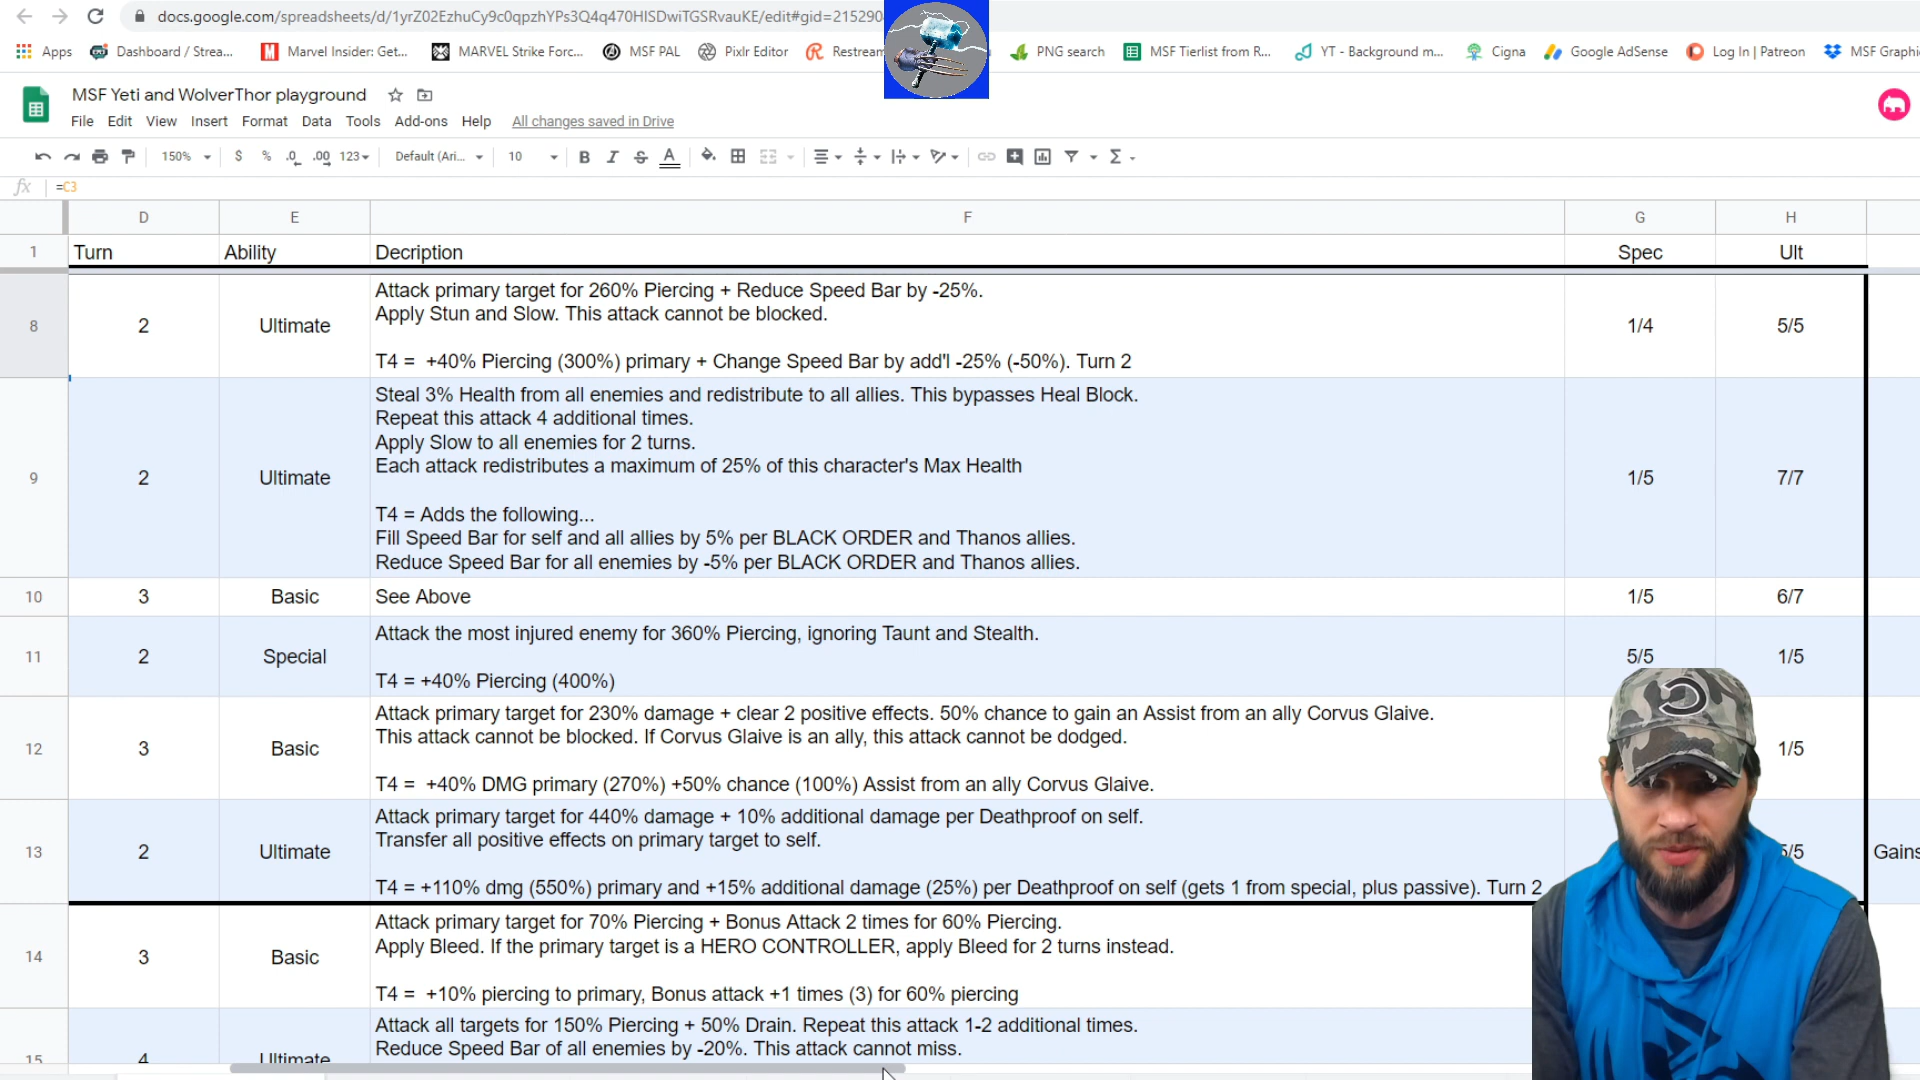 docs.google.com/spreadsheets/d/1yrZ02EzhuCy9c0qpzhYPs3Q4q470HISDwiTGSRvauKE/edit#gid=215290
Apps Dashboard / Strea... Marvel Insider: Get... MARVEL Strike Forc... MSF PAL Pixlr Editor Restream PNG search MSF Tierlist from R... YT - Background m... Cigna Google AdSense Log In | Patreon MSF Graphi
MSF Yeti and WolverThor playground
File Edit View Insert Format Data Tools Add-ons Help All changes saved in Drive
150% $ % .0 .00 123 Default (Ari... 10 B I S A
fx =C3
D E F G H
1 Turn Ability Decription Spec Ult
8 2 Ultimate Attack primary target for 260% Piercing + Reduce Speed Bar by -25%.
Apply Stun and Slow. This attack cannot be blocked.
T4 = +40% Piercing (300%) primary + Change Speed Bar by add'l -25% (-50%). Turn 2
1/4 5/5
9 2 Ultimate Steal 3% Health from all enemies and redistribute to all allies. This bypasses Heal Block.
Repeat this attack 4 additional times.
Apply Slow to all enemies for 2 turns.
Each attack redistributes a maximum of 25% of this character's Max Health
T4 = Adds the following...
Fill Speed Bar for self and all allies by 5% per BLACK ORDER and Thanos allies.
Reduce Speed Bar for all enemies by -5% per BLACK ORDER and Thanos allies.
1/5 7/7
10 3 Basic See Above 1/5 6/7
11 2 Special Attack the most injured enemy for 360% Piercing, ignoring Taunt and Stealth.
T4 = +40% Piercing (400%)
5/5 1/5
12 3 Basic Attack primary target for 230% damage + clear 2 positive effects. 50% chance to gain an Assist from an ally Corvus Glaive.
This attack cannot be blocked. If Corvus Glaive is an ally, this attack cannot be dodged.
T4 = +40% DMG primary (270%) +50% chance (100%) Assist from an ally Corvus Glaive.
1/5
13 2 Ultimate Attack primary target for 440% damage + 10% additional damage per Deathproof on self.
Transfer all positive effects on primary target to self.
T4 = +110% dmg (550%) primary and +15% additional damage (25%) per Deathproof on self (gets 1 from special, plus passive). Turn 2
5/5 Gains
14 3 Basic Attack primary target for 70% Piercing + Bonus Attack 2 times for 60% Piercing.
Apply Bleed. If the primary target is a HERO CONTROLLER, apply Bleed for 2 turns instead.
T4 = +10% piercing to primary, Bonus attack +1 times (3) for 60% piercing
15 4 Ultimate Attack all targets for 150% Piercing + 50% Drain. Repeat this attack 1-2 additional times.
Reduce Speed Bar of all enemies by -20%. This attack cannot miss.